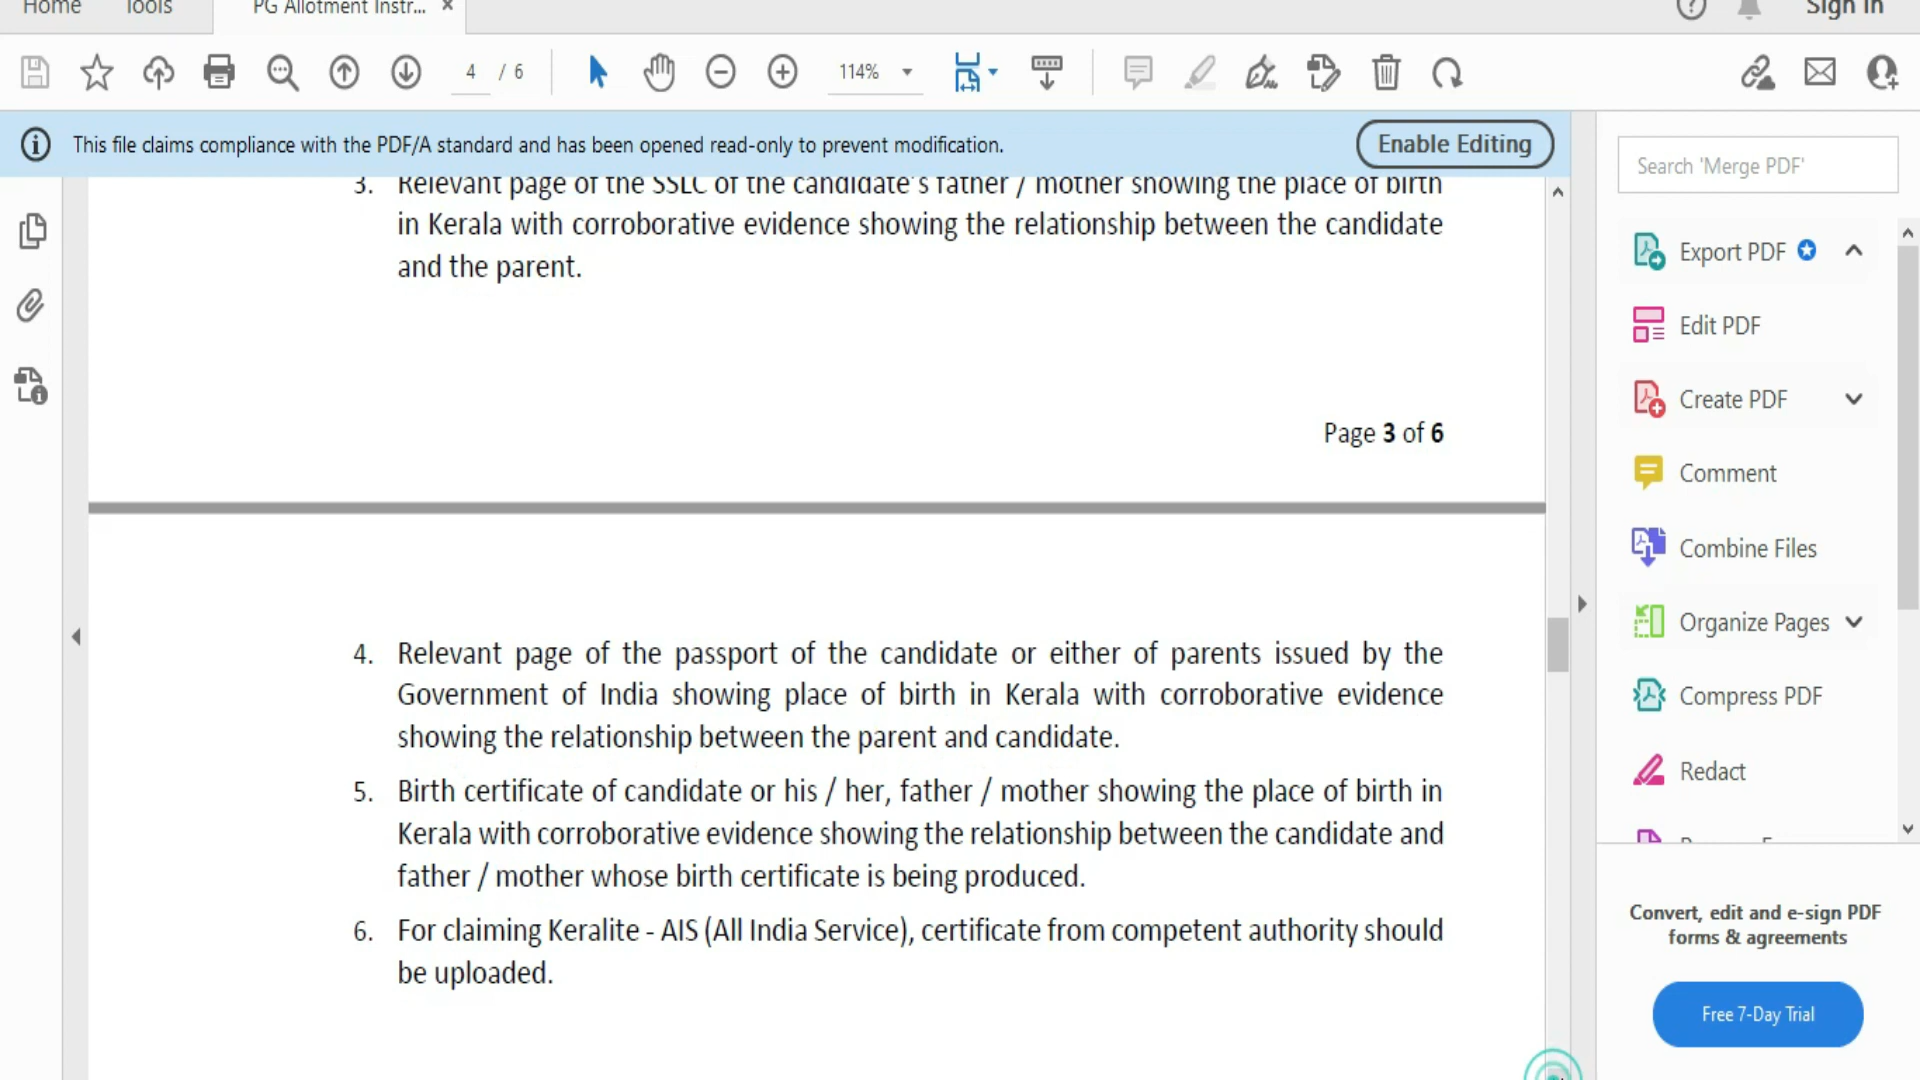 Home Tools PG Allotment Instr... × Sign In
4 / 6 114%
This file claims compliance with the PDF/A standard and has been opened read-only to prevent modification. Enable Editing
3. Relevant page of the SSLC of the candidate's father / mother showing the place of birth
in Kerala with corroborative evidence showing the relationship between the candidate
and the parent.
Page 3 of 6
4. Relevant page of the passport of the candidate or either of parents issued by the
Government of India showing place of birth in Kerala with corroborative evidence
showing the relationship between the parent and candidate.
5. Birth certificate of candidate or his / her, father / mother showing the place of birth in
Kerala with corroborative evidence showing the relationship between the candidate and
father / mother whose birth certificate is being produced.
6. For claiming Keralite - AIS (All India Service), certificate from competent authority should
be uploaded.
Search 'Merge PDF'
Export PDF
Edit PDF
Create PDF
Comment
Combine Files
Organize Pages
Compress PDF
Redact
Convert, edit and e-sign PDF
forms & agreements
Free 7-Day Trial